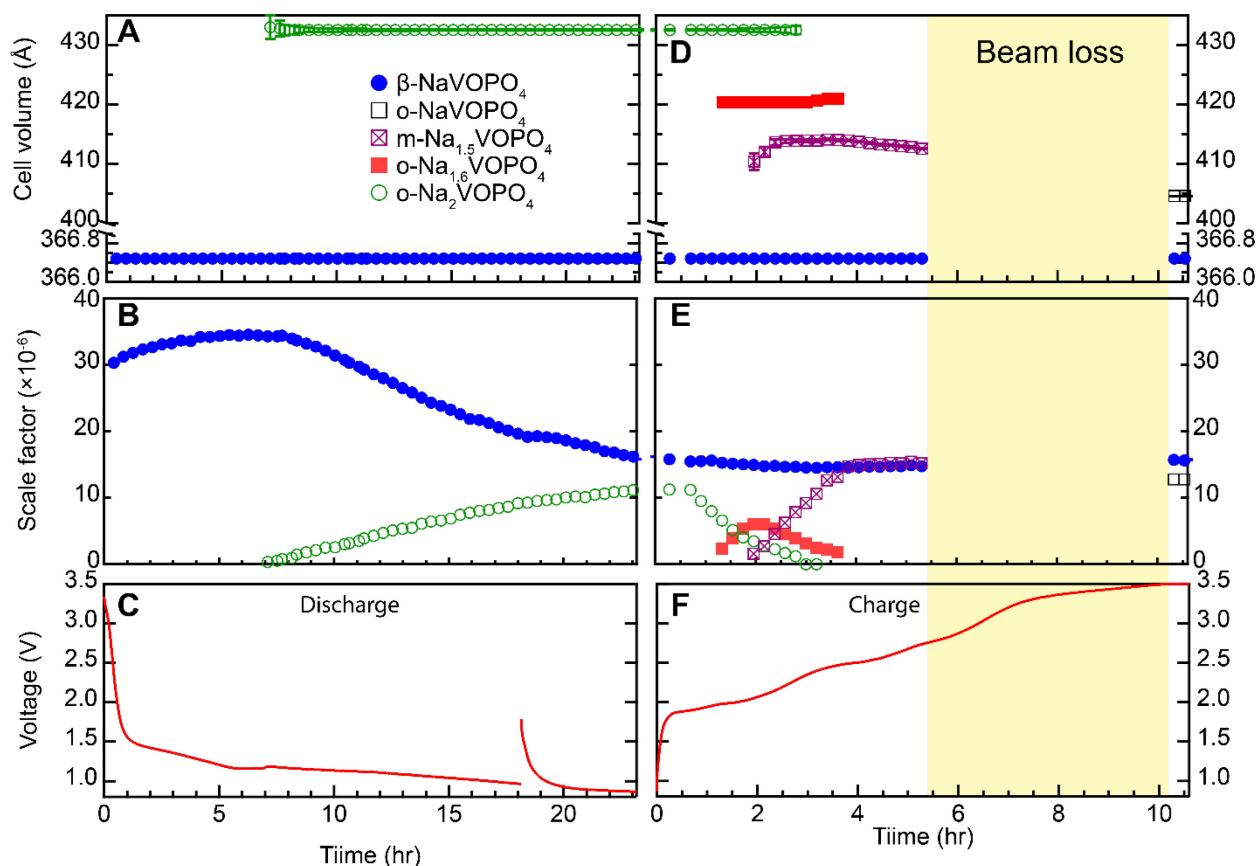 A
D
Beam loss
Cell volume (Å)
435
430
420
410
400
366.8
366.0
435
430
420
410
400
366.8
366.0
β-NaVOPO₄
o-NaVOPO₄
m-Na₁.₅VOPO₄
o-Na₁.₆VOPO₄
o-Na₂VOPO₄
B
E
Scale factor (×10⁻⁶)
40
30
20
10
0
40
30
20
10
0
C
Discharge
F
Charge
Voltage (V)
3.5
3.0
2.5
2.0
1.5
1.0
3.5
3.0
2.5
2.0
1.5
1.0
0 5 10 15 20
0 2 4 6 8 10
Tiime (hr)
Tiime (hr)